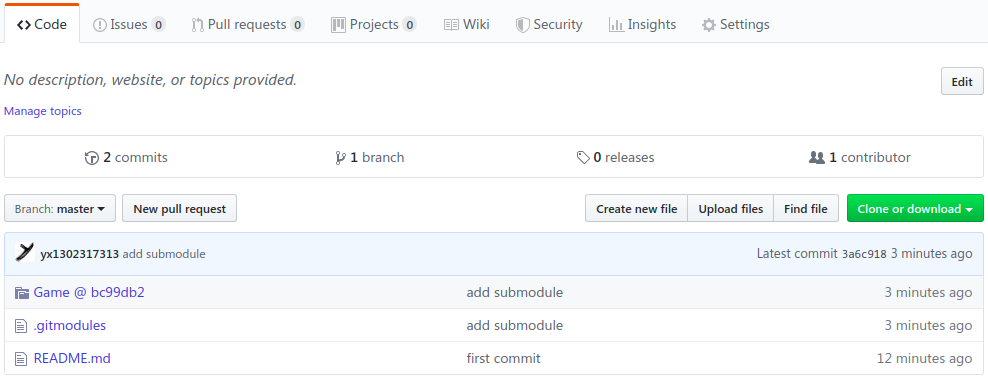 Code Issues 0 Pull requests 0 Projects 0 Wiki Security Insights Settings
No description, website, or topics provided. Edit
Manage topics
2 commits 1 branch 0 releases 1 contributor
Branch: master New pull request Create new file Upload files Find file Clone or download
yx1302317313 add submodule Latest commit 3a6c918 3 minutes ago
Game @ bc99db2 add submodule 3 minutes ago
.gitmodules add submodule 3 minutes ago
README.md first commit 12 minutes ago